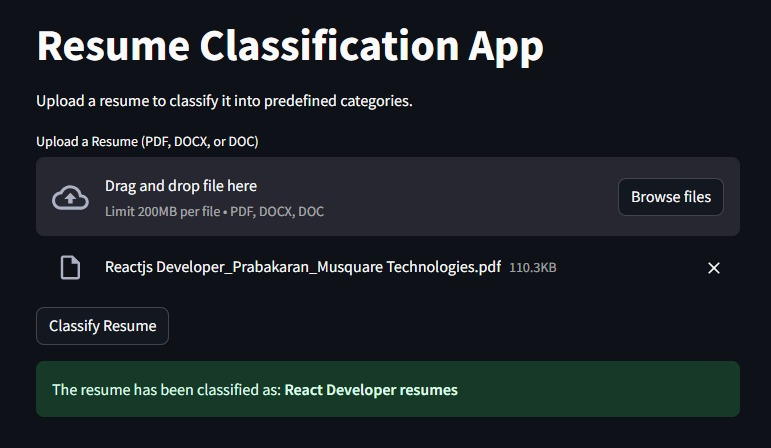 Resume Classification App
Upload a resume to classify it into predefined categories.
Upload a Resume (PDF, DOCX, or DOC)
Drag and drop file here
Limit 200MB per file • PDF, DOCX, DOC
Browse files
Reactjs Developer_Prabakaran_Musquare Technologies.pdf 110.3KB
Classify Resume
The resume has been classified as: React Developer resumes